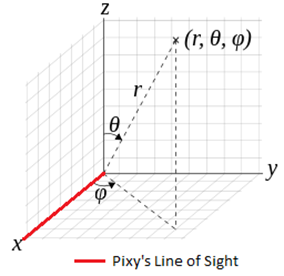 z
(r, θ, φ)
r
θ
y
φ
x
Pixy's Line of Sight